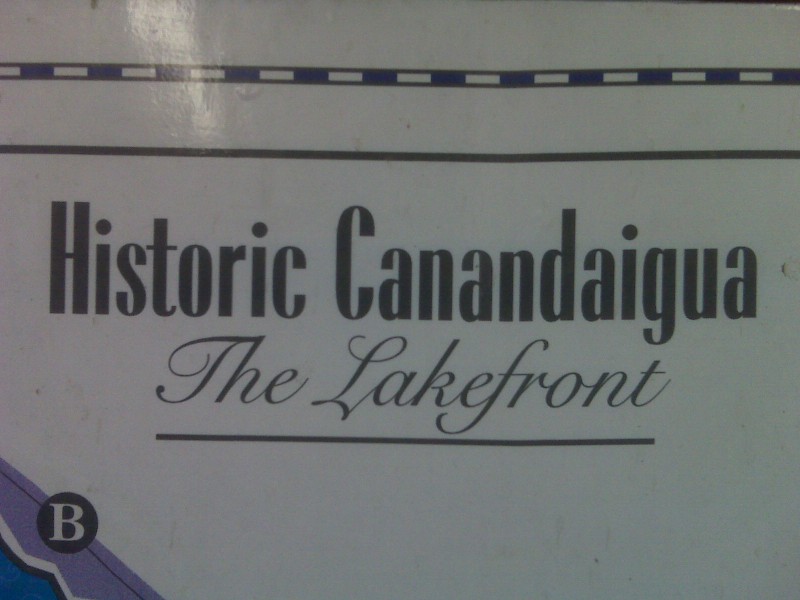 Historic Canandaigua
The Lakefront
B